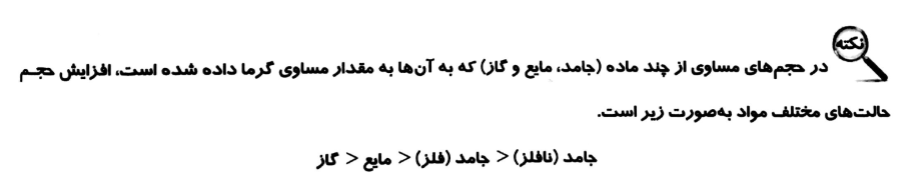 نکته
در حجم‌های مساوی از چند ماده (جامد، مایع و گاز) که به آن‌ها به مقدار مساوی گرما داده شده است، افزایش حجم
حالت‌های مختلف مواد به‌صورت زیر است.
جامد (نافلز) < جامد (فلز) < مایع < گاز